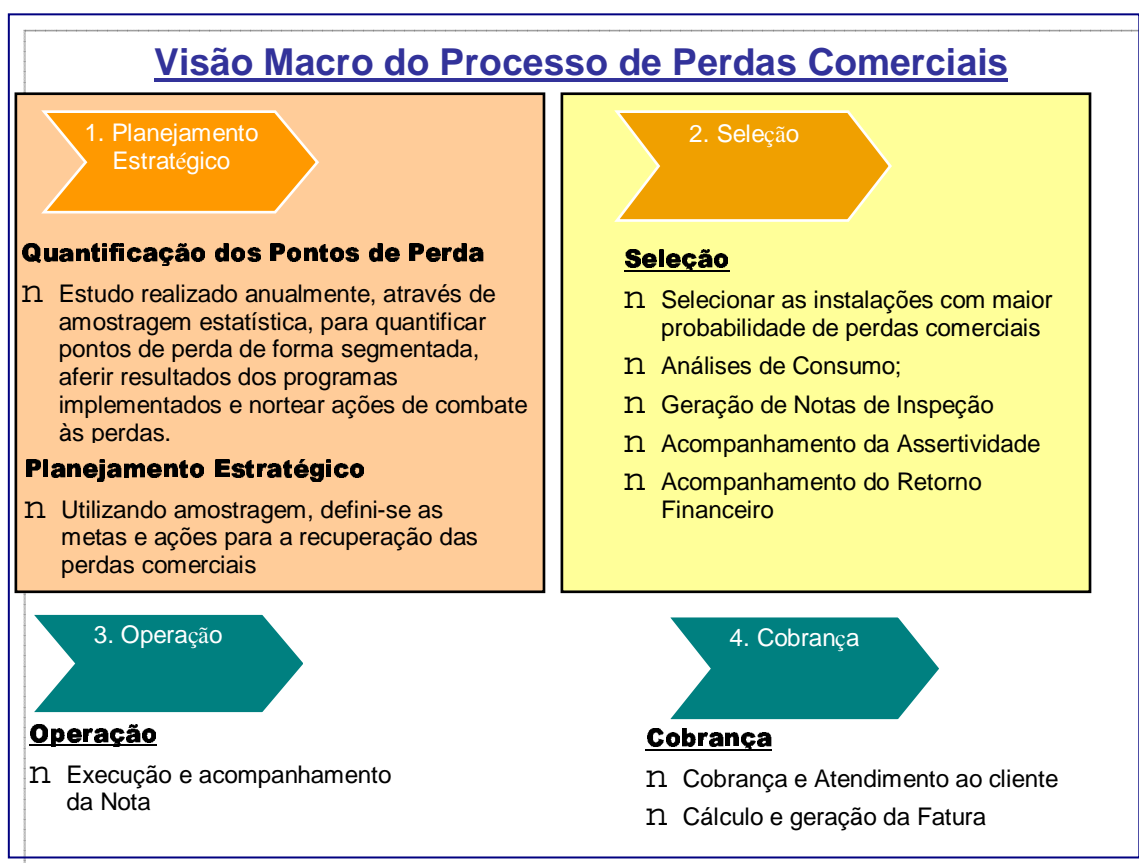 Visão Macro do Processo de Perdas Comerciais
1. Planejamento
Estratégico
Quantificação dos Pontos de Perda
n Estudo realizado anualmente, através de
amostragem estatística, para quantificar
pontos de perda de forma segmentada,
aferir resultados dos programas
implementados e nortear ações de combate
às perdas.
Planejamento Estratégico
n Utilizando amostragem, defini-se as
metas e ações para a recuperação das
perdas comerciais
2. Seleção
Seleção
n Selecionar as instalações com maior
probabilidade de perdas comerciais
n Análises de Consumo;
n Geração de Notas de Inspeção
n Acompanhamento da Assertividade
n Acompanhamento do Retorno
Financeiro
3. Operação
Operação
n Execução e acompanhamento
da Nota
4. Cobrança
Cobrança
n Cobrança e Atendimento ao cliente
n Cálculo e geração da Fatura